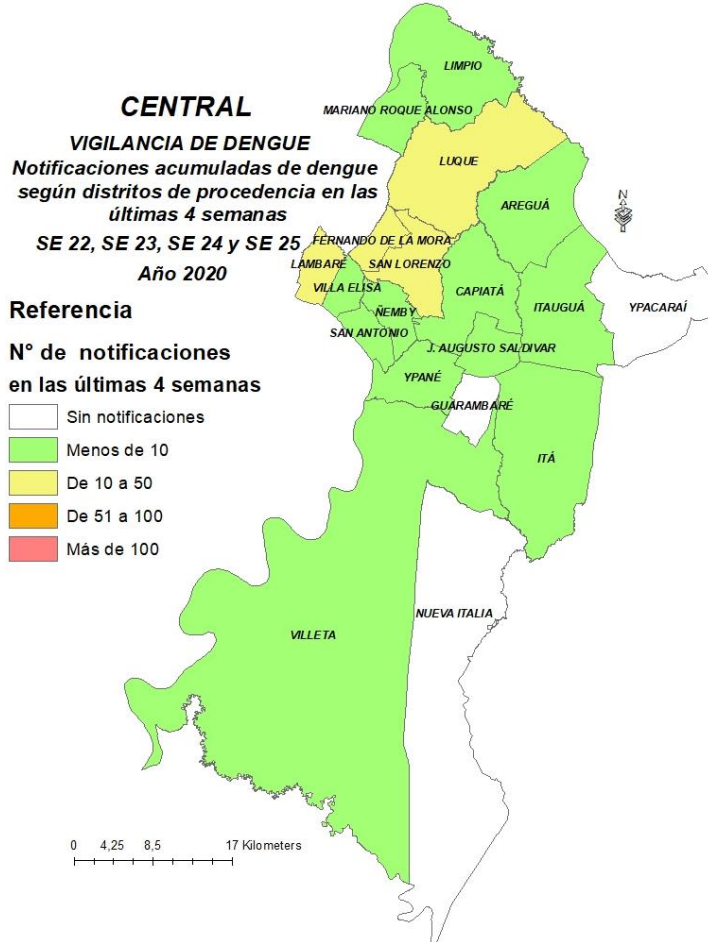 CENTRAL
VIGILANCIA DE DENGUE
Notificaciones acumuladas de dengue
según distritos de procedencia en las
últimas 4 semanas
SE 22, SE 23, SE 24 y SE 25
Año 2020
Referencia
N° de notificaciones
en las últimas 4 semanas
Sin notificaciones
Menos de 10
De 10 a 50
De 51 a 100
Más de 100
LIMPIO
MARIANO ROQUE ALONSO
LUQUE
AREGUÁ
N
FERNANDO DE LA MORA
LAMBARÉ
SAN LORENZO
VILLA ELISA
CAPIATÁ
ITAUGUÁ
YPACARAÍ
ÑEMBY
SAN ANTONIO
J. AUGUSTO SALDIVAR
YPANÉ
GUARAMBARÉ
ITÁ
NUEVA ITALIA
VILLETA
0 4,25 8,5 17 Kilometers